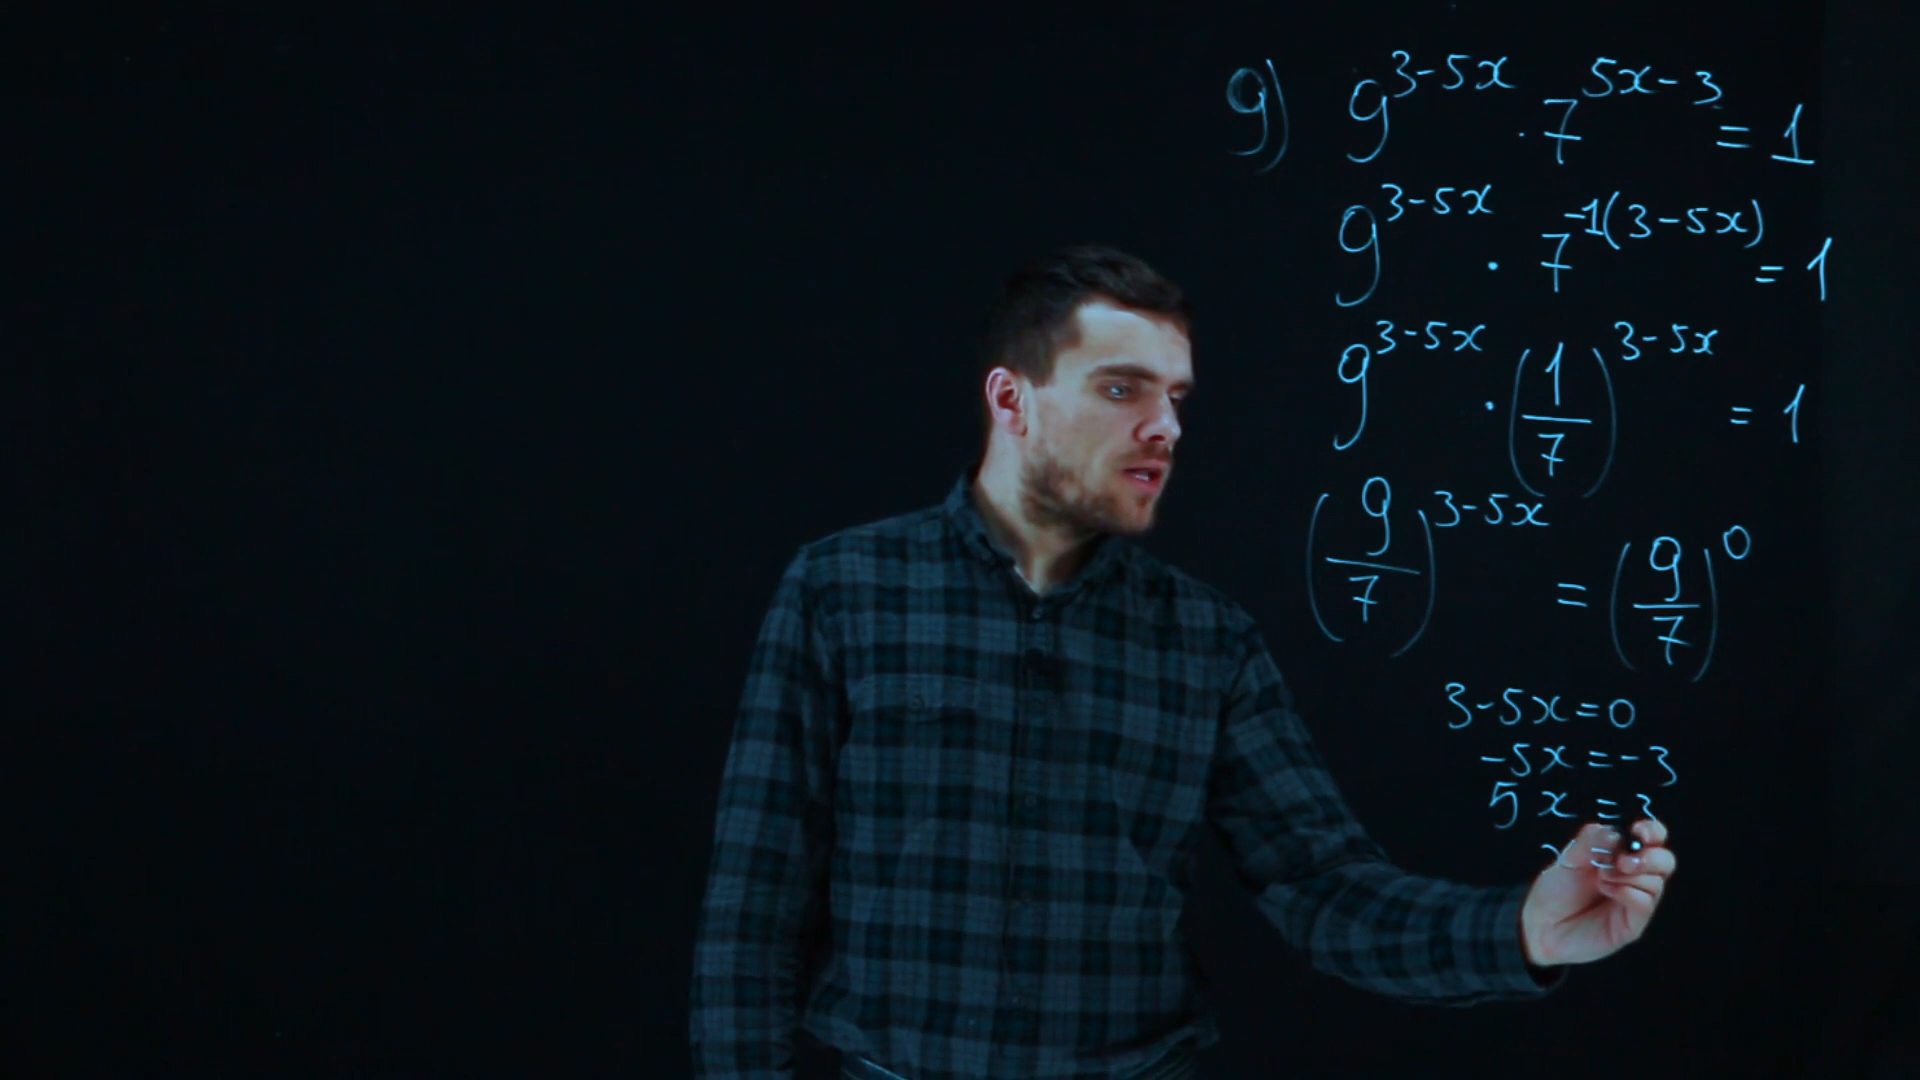 9) 9^{3-5x} · 7^{5x-3} = 1
9^{3-5x} · 7^{-1(3-5x)} = 1
9^{3-5x} · (1/7)^{3-5x} = 1
(9/7)^{3-5x} = (9/7)^0
3-5x=0
-5x=-3
5x=3
x=